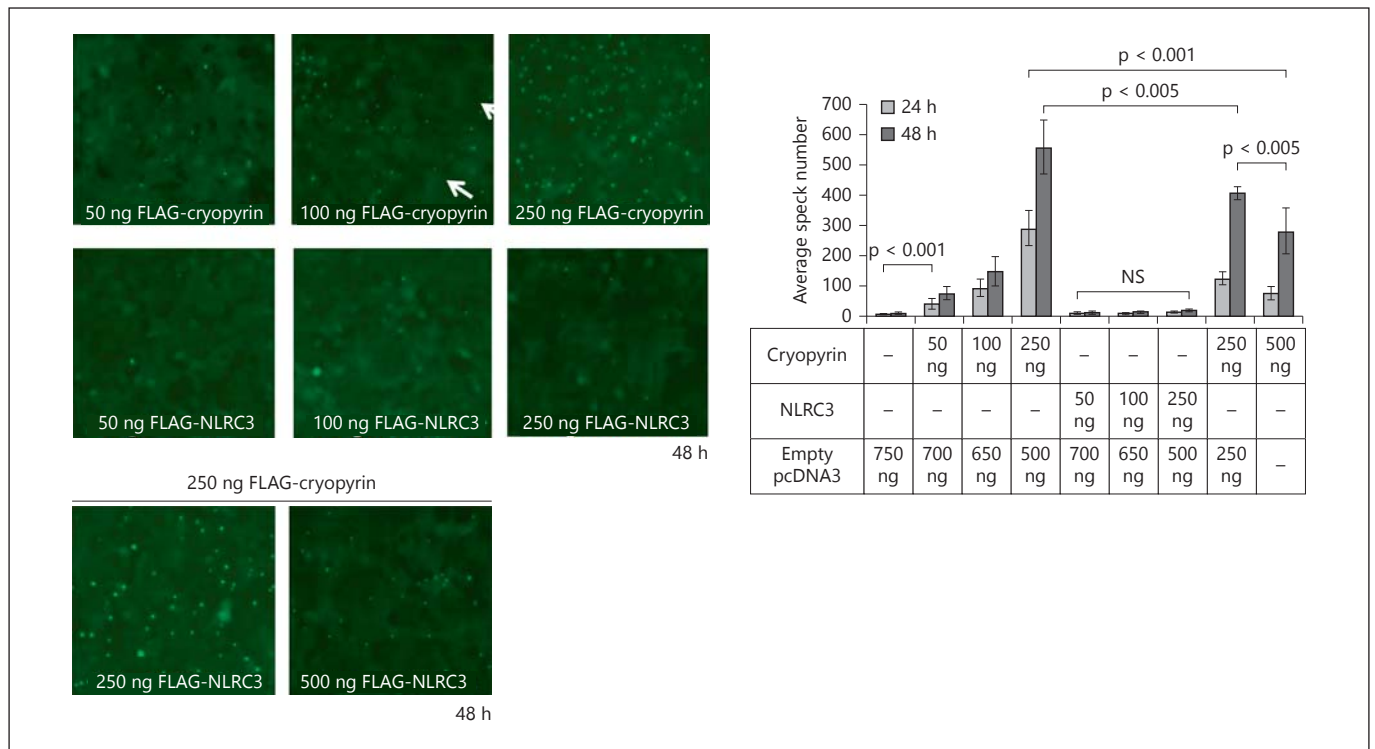 50 ng FLAG-cryopyrin
100 ng FLAG-cryopyrin
250 ng FLAG-cryopyrin
50 ng FLAG-NLRC3
100 ng FLAG-NLRC3
250 ng FLAG-NLRC3
48 h
250 ng FLAG-cryopyrin
250 ng FLAG-NLRC3
500 ng FLAG-NLRC3
48 h
p < 0.001
p < 0.005
p < 0.005
p < 0.001
NS
24 h
48 h
Average speck number
700
600
500
400
300
200
100
0
Cryopyrin – 50 ng 100 ng 250 ng – – – 250 ng 500 ng
NLRC3 – – – – 50 ng 100 ng 250 ng – –
Empty pcDNA3 750 ng 700 ng 650 ng 500 ng 700 ng 650 ng 500 ng 250 ng –